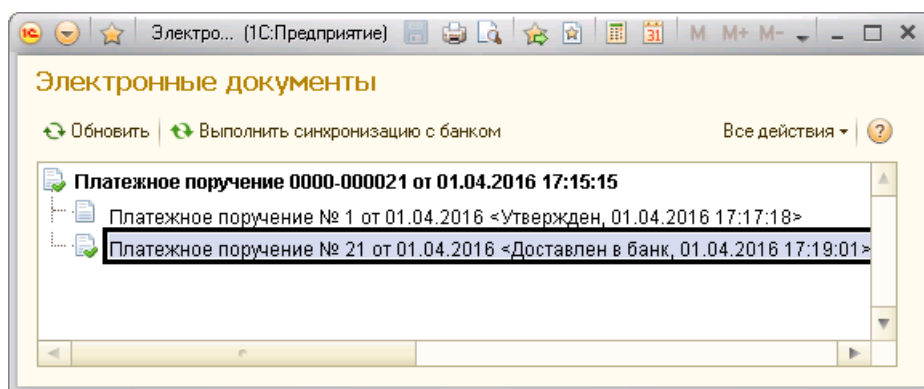 Электро... (1С:Предприятие) 31 M M+ M-
Электронные документы
Обновить Выполнить синхронизацию с банком Все действия ?
Платежное поручение 0000-000021 от 01.04.2016 17:15:15
Платежное поручение № 1 от 01.04.2016 <Утвержден, 01.04.2016 17:17:18>
Платежное поручение № 21 от 01.04.2016 <Доставлен в банк, 01.04.2016 17:19:01>